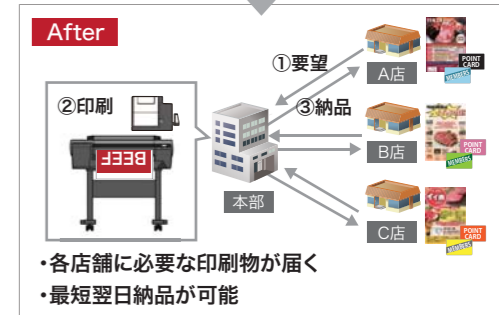 After
①要望
②印刷
③納品
BEEF
本部
A店
POINT
CARD
MEMBERS
B店
POINT
CARD
MEMBERS
C店
POINT
CARD
MEMBERS
・各店舗に必要な印刷物が届く
・最短翌日納品が可能